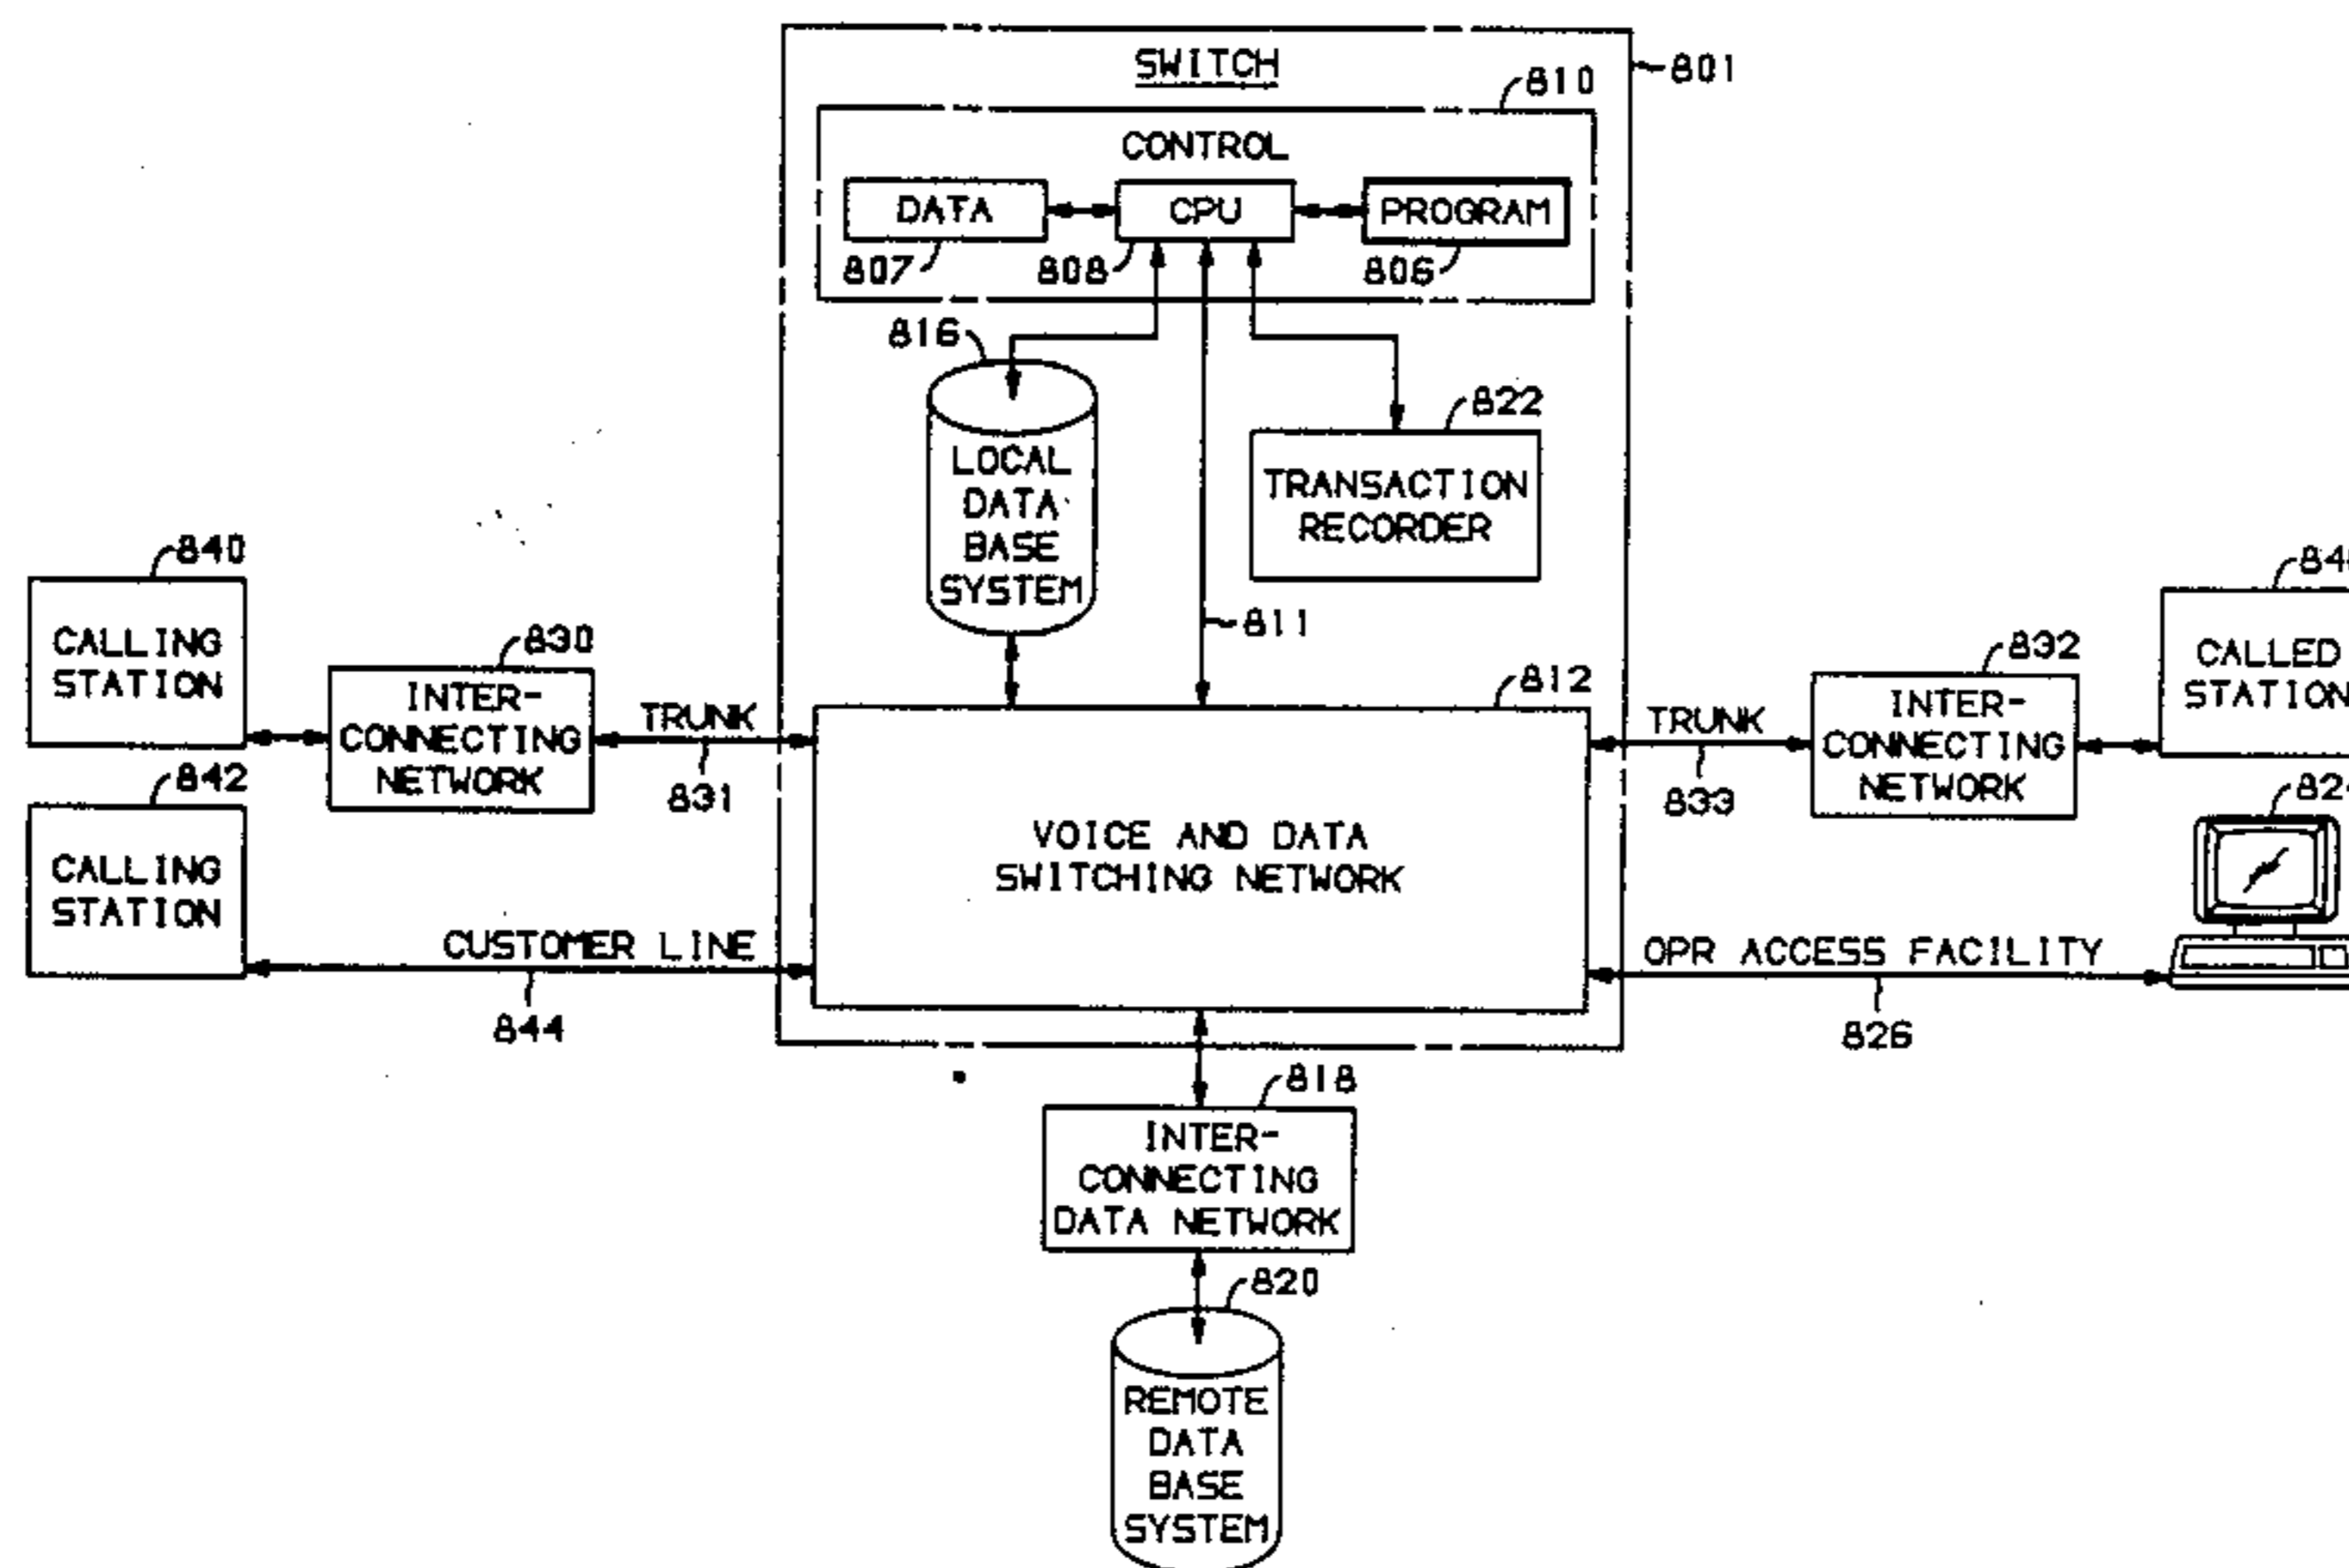 SWITCH
801
810
CONTROL
DATA
CPU
PROGRAM
807
808
806
816
822
LOCAL
DATA
BASE
SYSTEM
TRANSACTION
RECORDER
811
840
CALLING
STATION
830
INTER-
CONNECTING
NETWORK
TRUNK
831
842
CALLING
STATION
CUSTOMER LINE
844
812
VOICE AND DATA
SWITCHING NETWORK
TRUNK
833
832
INTER-
CONNECTING
NETWORK
CALLED
STATION
OPR ACCESS FACILITY
826
818
INTER-
CONNECTING
DATA NETWORK
820
REMOTE
DATA
BASE
SYSTEM